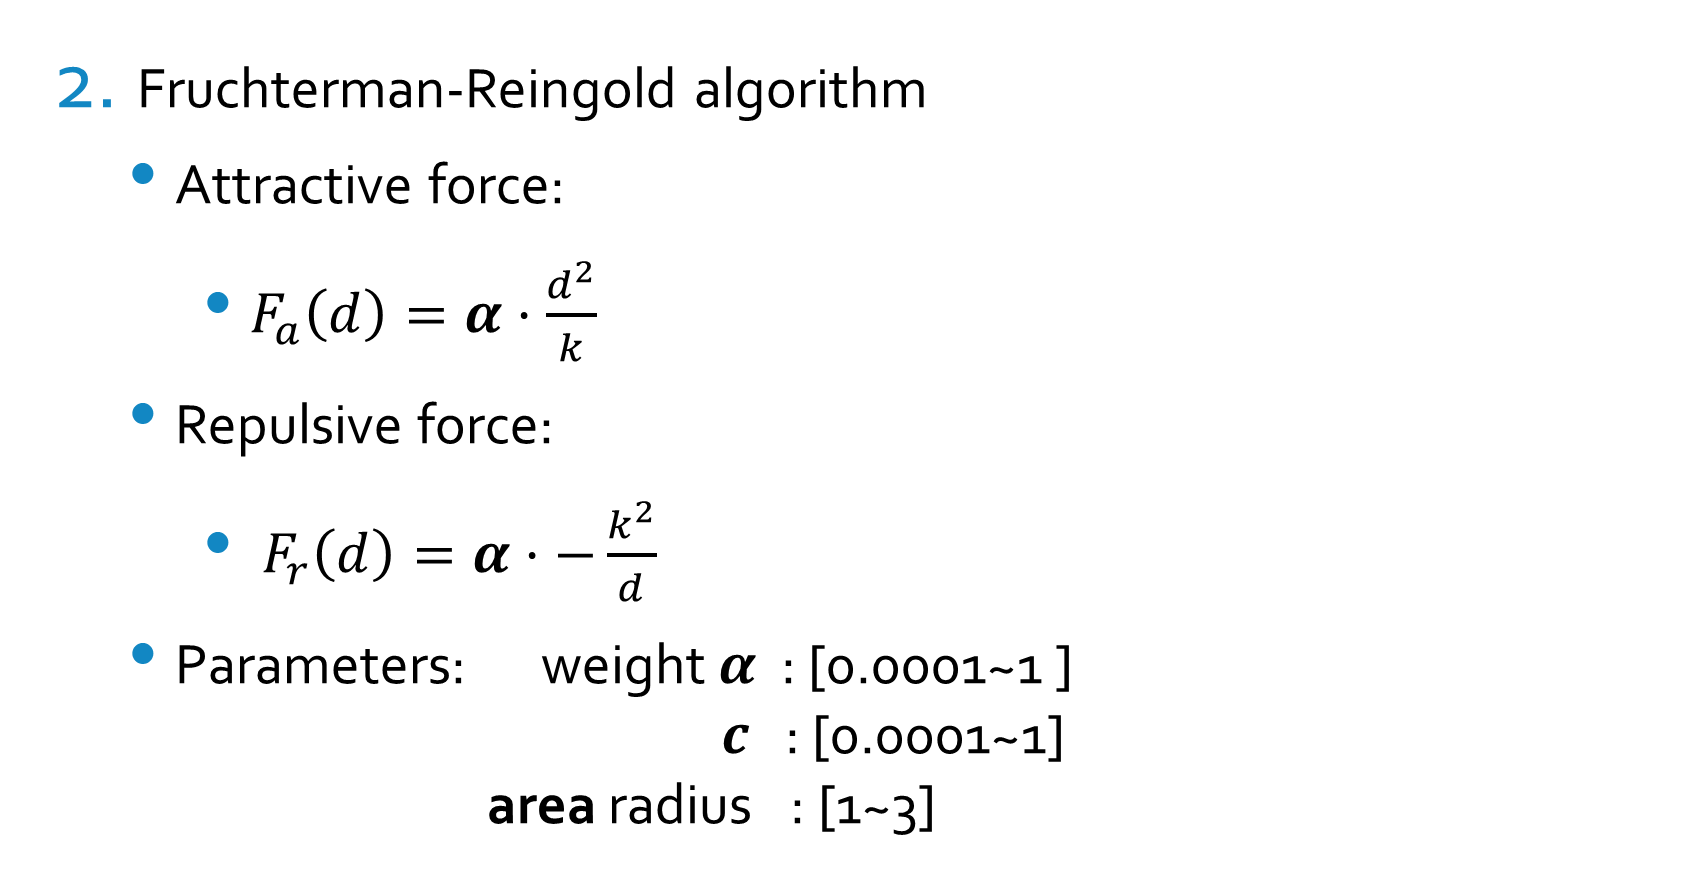 2. Fruchterman-Reingold algorithm
• Attractive force:
• F_a(d) = α · d²/k
• Repulsive force:
• F_r(d) = α · − k²/d
• Parameters: weight α : [0.0001~1 ]
c : [0.0001~1]
area radius : [1~3]